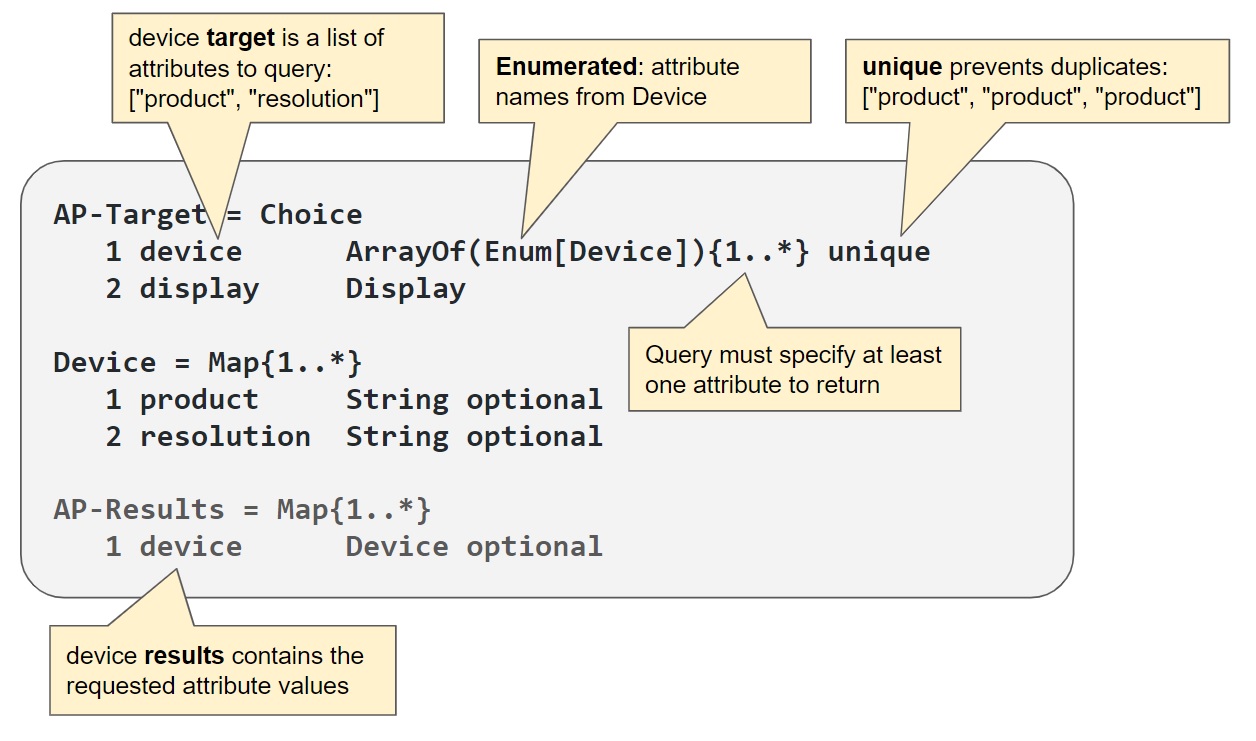 device target is a list of
attributes to query:
["product", "resolution"]
Enumerated: attribute
names from Device
unique prevents duplicates:
["product", "product", "product"]
AP-Target = Choice
1 device ArrayOf(Enum[Device]){1..*} unique
2 display Display
Query must specify at least
one attribute to return
Device = Map{1..*}
1 product String optional
2 resolution String optional
AP-Results = Map{1..*}
1 device Device optional
device results contains the
requested attribute values